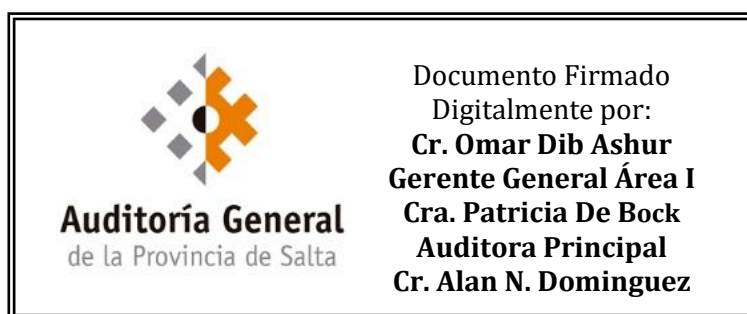 Auditoría General
de la Provincia de Salta
Documento Firmado
Digitalmente por:
Cr. Omar Dib Ashur
Gerente General Área I
Cra. Patricia De Bock
Auditora Principal
Cr. Alan N. Dominguez